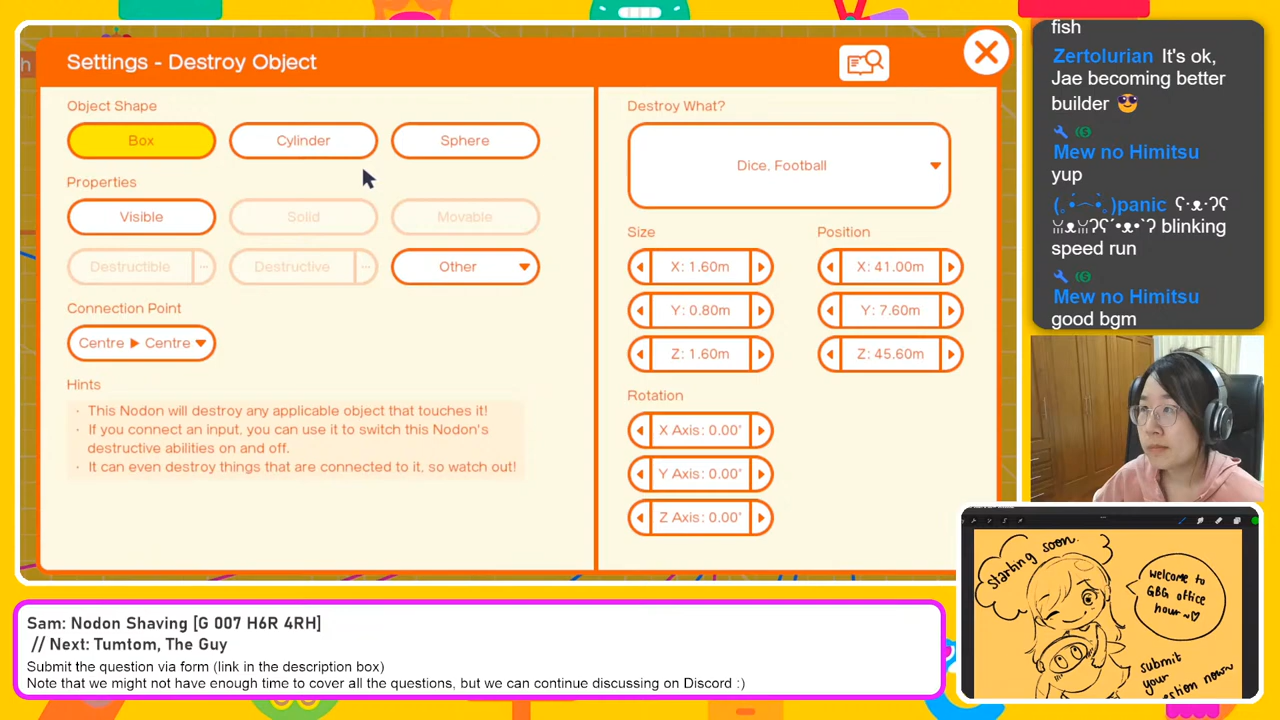 Settings - Destroy Object
Object Shape
Box
Cylinder
Sphere
Properties
Visible
Solid
Movable
Destructible
Destructive
Other
Connection Point
Centre ▶ Centre
Hints
· This Nodon will destroy any applicable object that touches it!
· If you connect an input, you can use it to switch this Nodon's
destructive abilities on and off.
· It can even destroy things that are connected to it, so watch out!
Destroy What?
Dice, Football
Size
X: 1.60m
Y: 0.80m
Z: 1.60m
Position
X: 41.00m
Y: 7.60m
Z: 45.60m
Rotation
X Axis: 0.00°
Y Axis: 0.00°
Z Axis: 0.00°
fish
Zertolurian It's ok,
Jae becoming better
builder 😎
Mew no Himitsu
yup
panic
blinking
speed run
Mew no Himitsu
good bgm
starting soon.
welcome to
GBG office
hour~♡
submit
your
question now~
Sam: Nodon Shaving [G 007 H6R 4RH]
// Next: Tumtom, The Guy
Submit the question via form (link in the description box)
Note that we might not have enough time to cover all the questions, but we can continue discussing on Discord :)